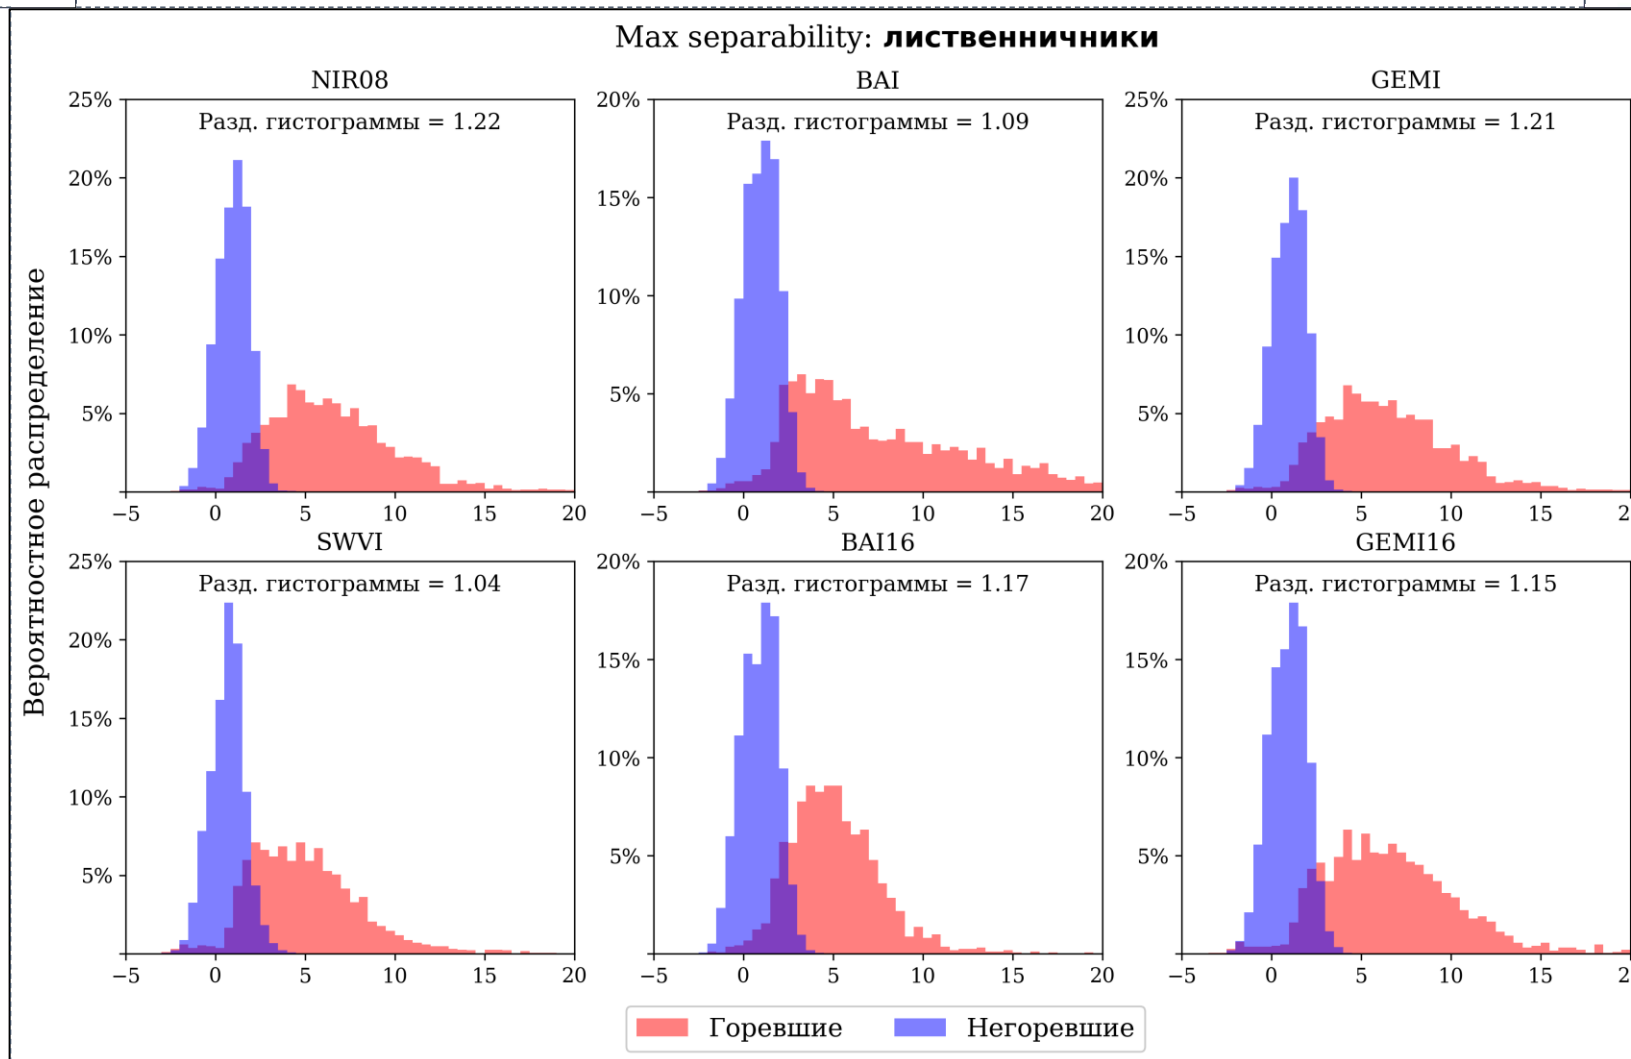 Max separability: лиственничники
NIR08
BAI
GEMI
Разд. гистограммы = 1.22
Разд. гистограммы = 1.09
Разд. гистограммы = 1.21
25%
20%
15%
10%
5%
20%
15%
10%
5%
25%
20%
15%
10%
5%
−5 0 5 10 15 20
−5 0 5 10 15 20
−5 0 5 10 15
Вероятностное распределение
SWVI
BAI16
GEMI16
Разд. гистограммы = 1.04
Разд. гистограммы = 1.17
Разд. гистограммы = 1.15
25%
20%
15%
10%
5%
20%
15%
10%
5%
20%
15%
10%
5%
−5 0 5 10 15 20
−5 0 5 10 15 20
−5 0 5 10 15
Горевшие Негоревшие